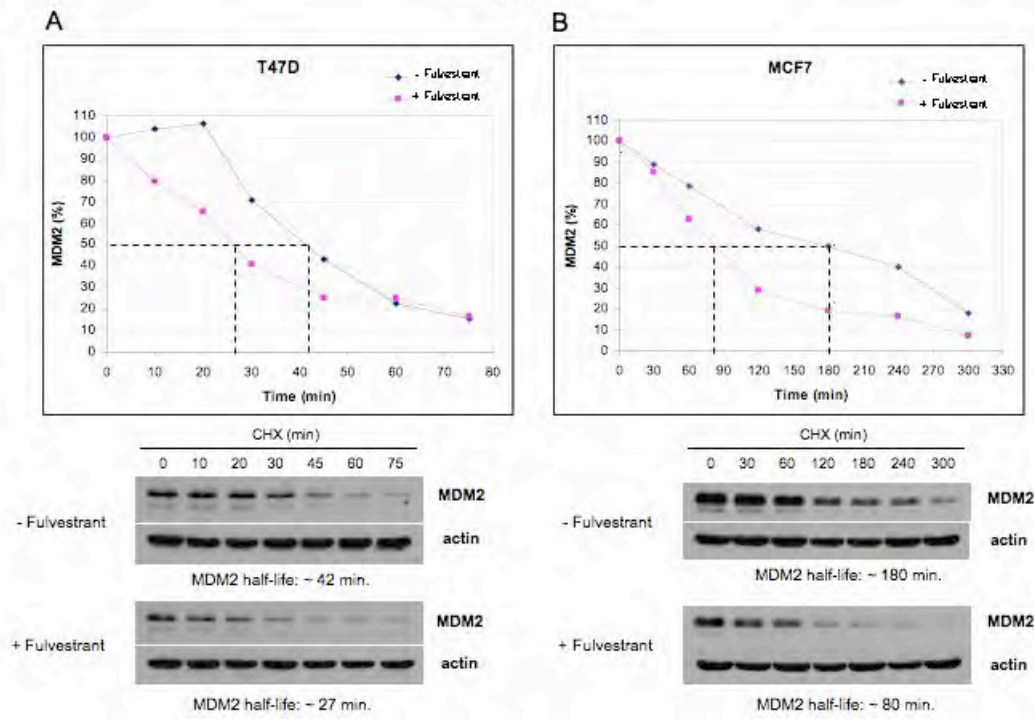 A
B
T47D
- Fulvestrant
+ Fulvestrant
MDM2 (%)
110
100
90
80
70
60
50
40
30
20
10
0
0 10 20 30 40 50 60 70 80
Time (min)
MCF7
- Fulvestrant
+ Fulvestrant
MDM2 (%)
110
100
90
80
70
60
50
40
30
20
10
0
0 30 60 90 120 150 180 210 240 270 300 330
Time (min)
CHX (min)
0 10 20 30 45 60 75
- Fulvestrant
MDM2
actin
MDM2 half-life: ~ 42 min.
+ Fulvestrant
MDM2
actin
MDM2 half-life: ~ 27 min.
CHX (min)
0 30 60 120 180 240 300
- Fulvestrant
MDM2
actin
MDM2 half-life: ~ 180 min.
+ Fulvestrant
MDM2
actin
MDM2 half-life: ~ 80 min.